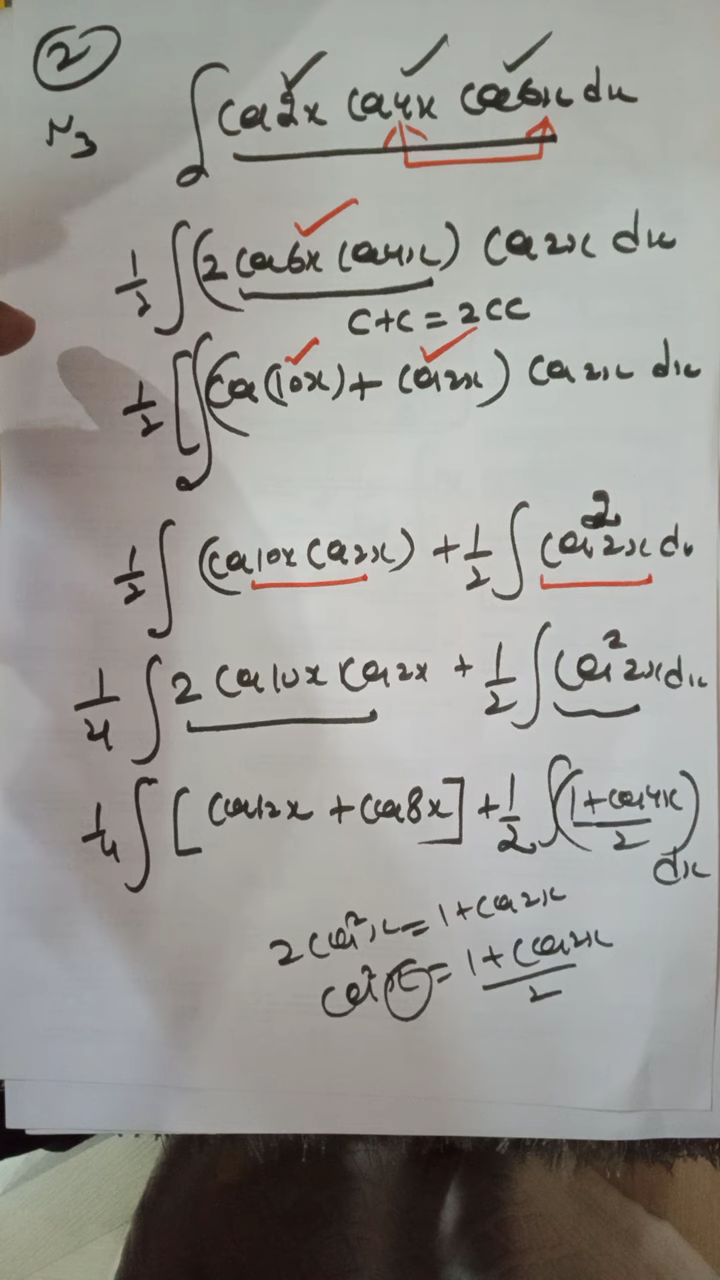 ②
N3 ∫ cos2x cos4x cos6x dx
1/2 ∫(2 cos6x cos4x) cos2x dx
C+C = 2CC
1/2 [∫(cos(10x) + cos2x) cos2x dx
1/2 ∫ (cos10x cos2x) + 1/2 ∫ cos²2x dx
1/4 ∫ 2 cos10x cos2x + 1/2 ∫ cos²2x dx
1/4 ∫ [cos12x + cos8x] + 1/2 ∫ (1+cos4x/2) dx
2cos²x = 1+cos2x
cos²x = 1+cos2x/2